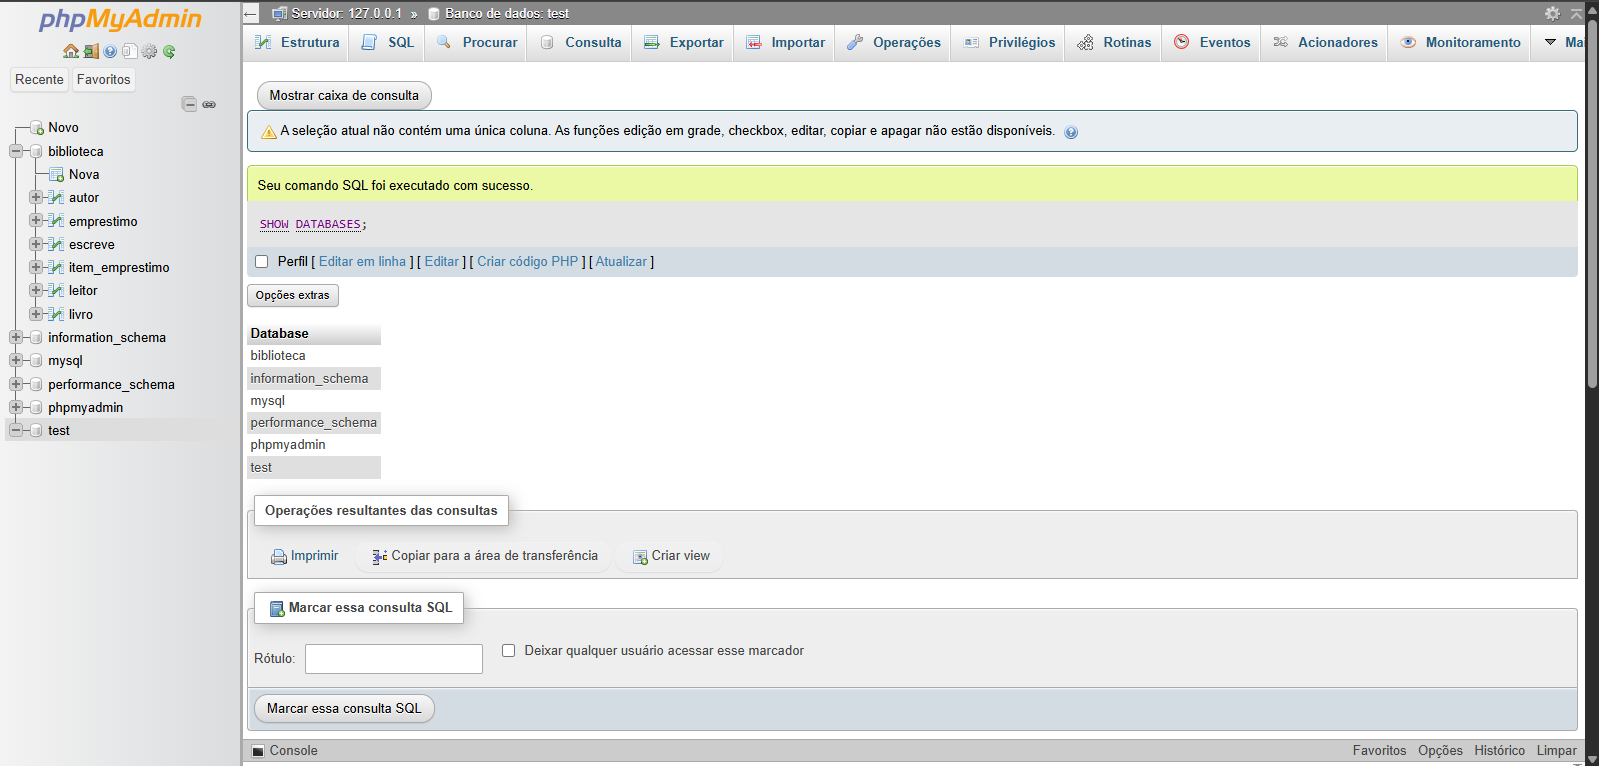 phpMyAdmin
Recente Favoritos
Novo
biblioteca
Nova
autor
emprestimo
escreve
item_emprestimo
leitor
livro
information_schema
mysql
performance_schema
phpmyadmin
test
Servidor: 127.0.0.1 » Banco de dados: test
Estrutura SQL Procurar Consulta Exportar Importar Operações Privilégios Rotinas Eventos Acionadores Monitoramento Mai
Mostrar caixa de consulta
A seleção atual não contém uma única coluna. As funções edição em grade, checkbox, editar, copiar e apagar não estão disponíveis.
Seu comando SQL foi executado com sucesso.
SHOW DATABASES;
Perfil [ Editar em linha ] [ Editar ] [ Criar código PHP ] [ Atualizar ]
Opções extras
Database
biblioteca
information_schema
mysql
performance_schema
phpmyadmin
test
Operações resultantes das consultas
Imprimir Copiar para a área de transferência Criar view
Marcar essa consulta SQL
Rótulo: Deixar qualquer usuário acessar esse marcador
Marcar essa consulta SQL
Console Favoritos Opções Histórico Limpar